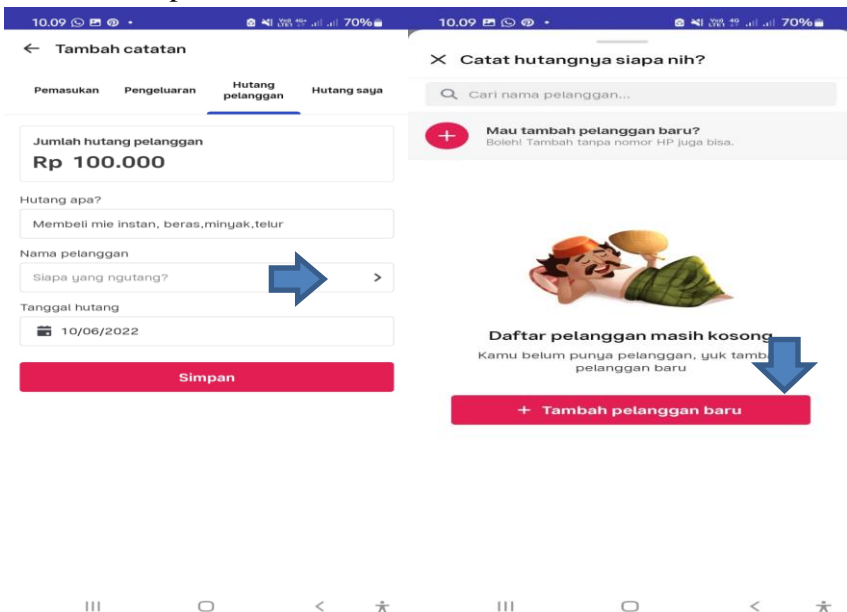 10.09
70%
Tambah catatan
Pemasukan Pengeluaran Hutang pelanggan Hutang saya
Jumlah hutang pelanggan
Rp 100.000
Hutang apa?
Membeli mie instan, beras,minyak,telur
Nama pelanggan
Siapa yang ngutang?
Tanggal hutang
10/06/2022
Simpan
10.09
70%
Catat hutangnya siapa nih?
Cari nama pelanggan...
Mau tambah pelanggan baru?
Boleh! Tambah tanpa nomor HP juga bisa.
Daftar pelanggan masih kosong
Kamu belum punya pelanggan, yuk
pelanggan baru
+ Tambah pelanggan baru